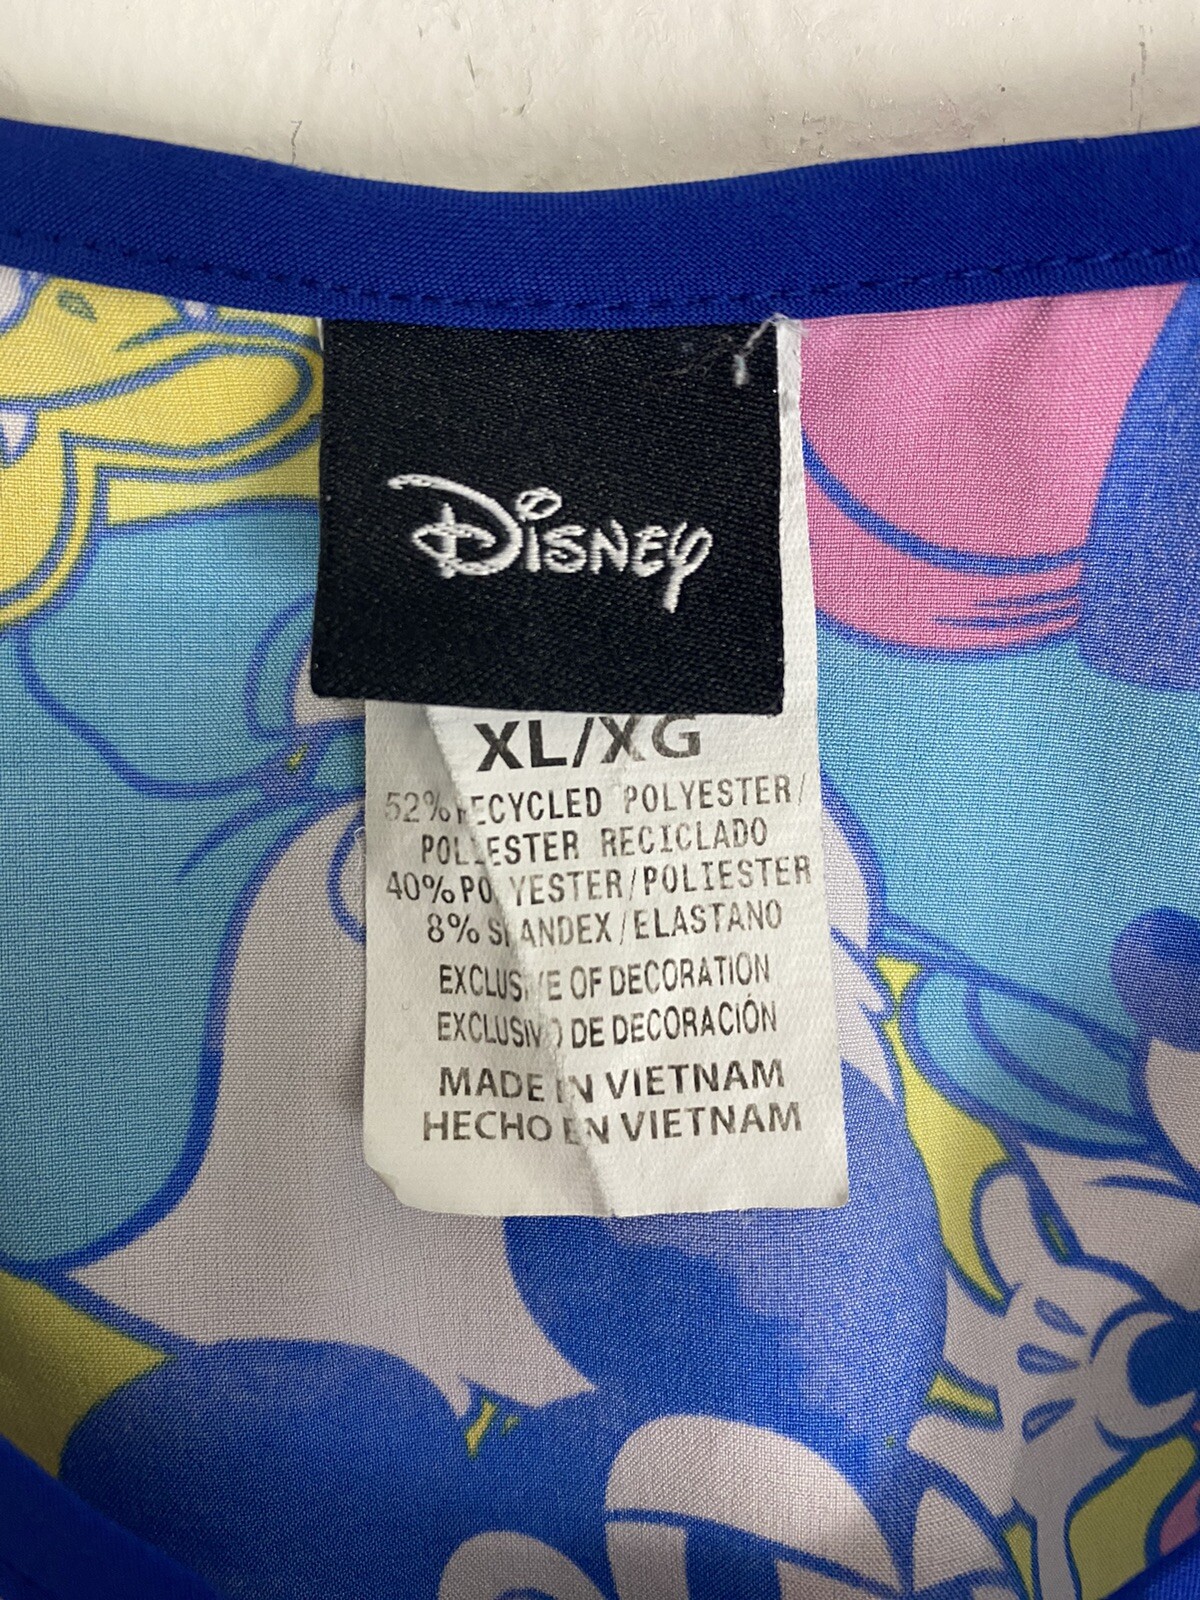 Disney
XL/XG
52% RECYCLED POLYESTER/
POLIESTER RECICLADO
40% POLYESTER/POLIESTER
8% SPANDEX/ELASTANO
EXCLUSIVE OF DECORATION
EXCLUSIVO DE DECORACIÓN
MADE IN VIETNAM
HECHO EN VIETNAM